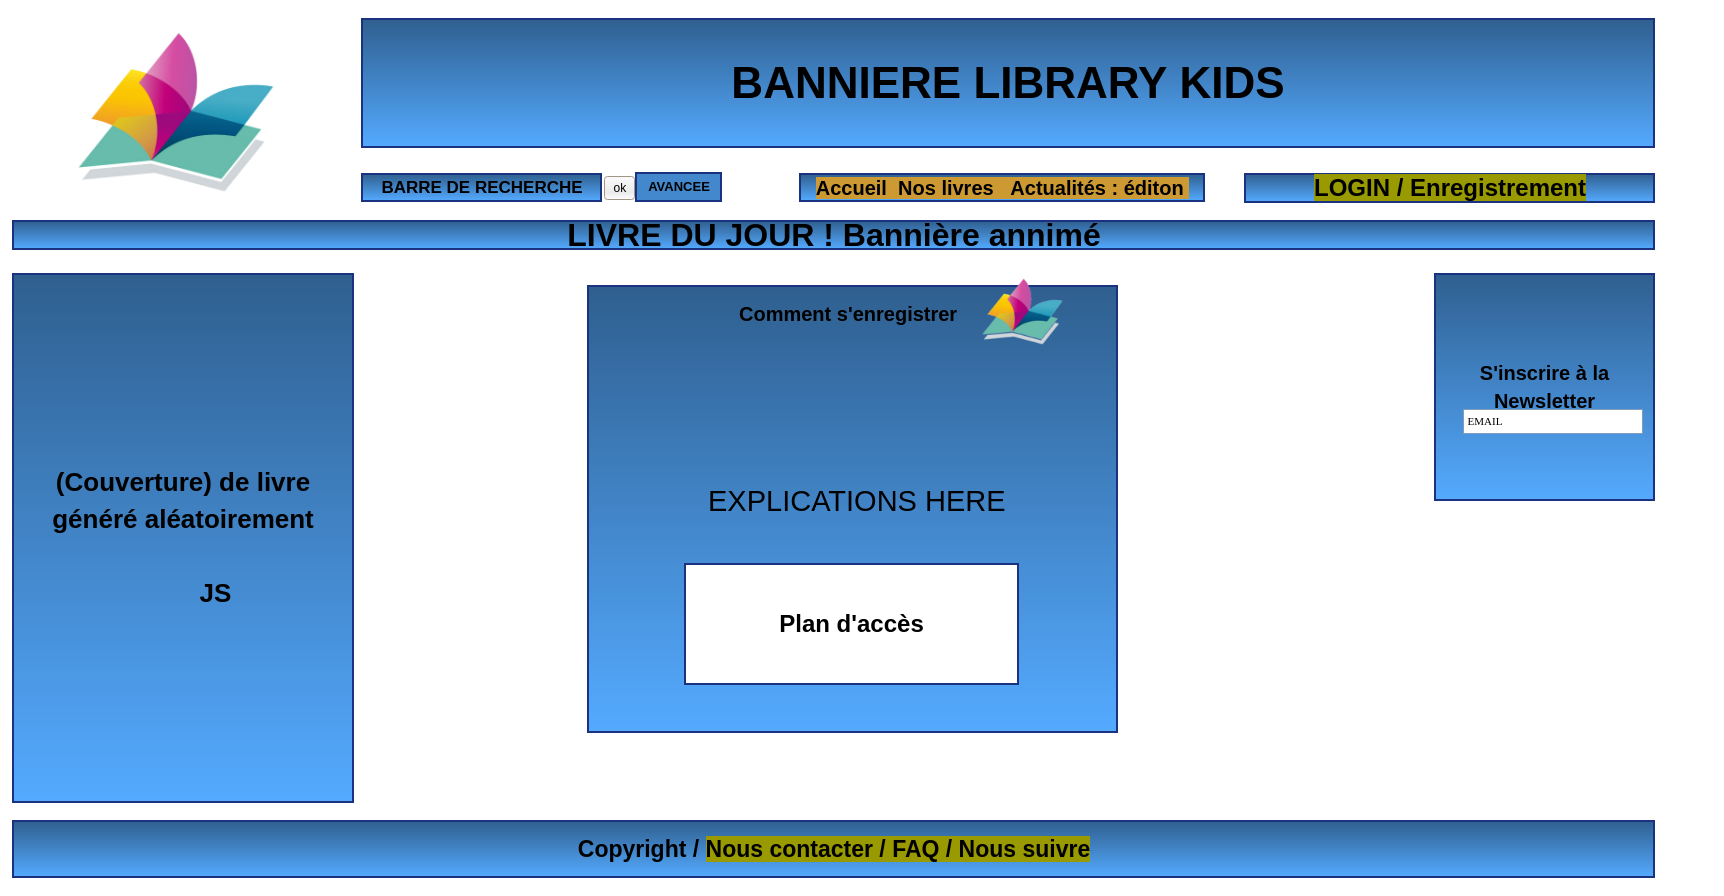 BANNIERE LIBRARY KIDS
BARRE DE RECHERCHE
ok
AVANCEE
Accueil Nos livres Actualités : éditon
LOGIN / Enregistrement
LIVRE DU JOUR ! Bannière annimé
(Couverture) de livre
généré aléatoirement
JS
Comment s'enregistrer
EXPLICATIONS HERE
Plan d'accès
S'inscrire à la
Newsletter
EMAIL
Copyright / Nous contacter / FAQ / Nous suivre